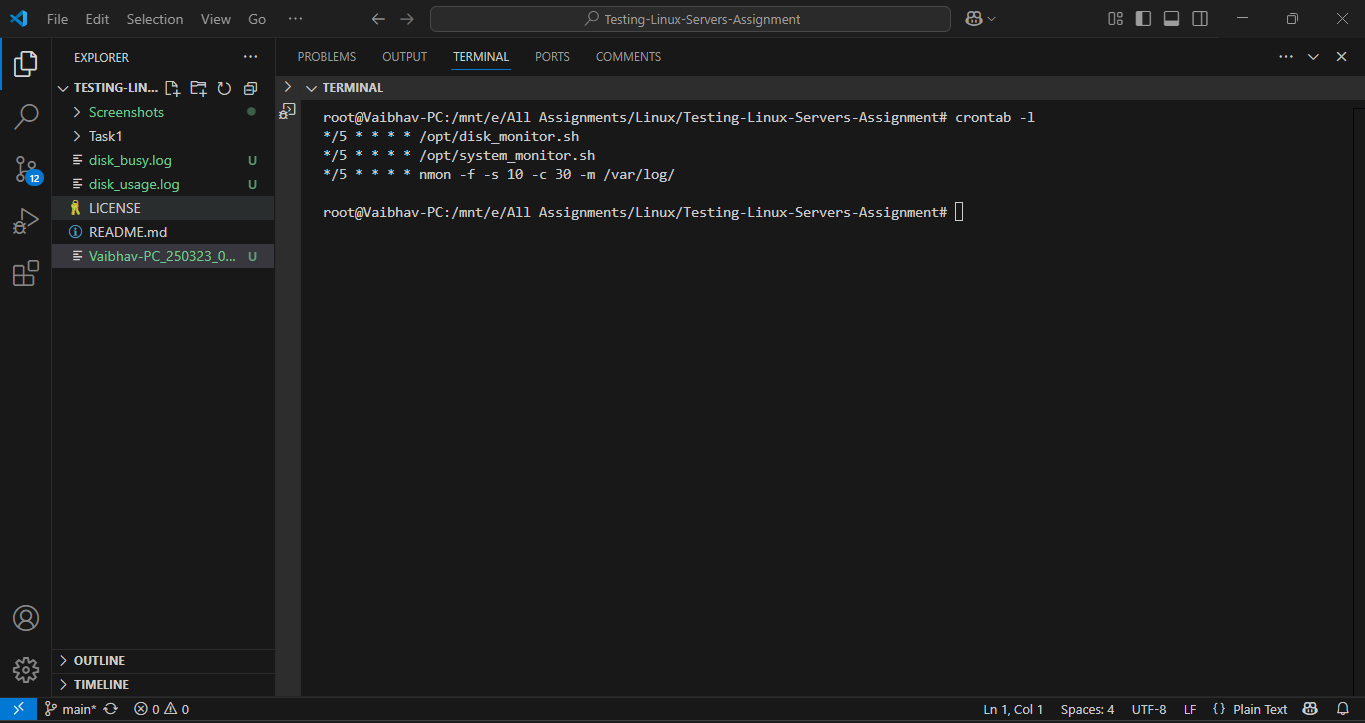 File Edit Selection View Go ···
Testing-Linux-Servers-Assignment
EXPLORER ···
TESTING-LIN...
Screenshots
Task1
disk_busy.log U
disk_usage.log U
LICENSE
README.md
Vaibhav-PC_250323_0... U
12
OUTLINE
TIMELINE
PROBLEMS OUTPUT TERMINAL PORTS COMMENTS
TERMINAL
root@Vaibhav-PC:/mnt/e/All Assignments/Linux/Testing-Linux-Servers-Assignment# crontab -l
*/5 * * * * /opt/disk_monitor.sh
*/5 * * * * /opt/system_monitor.sh
*/5 * * * * nmon -f -s 10 -c 30 -m /var/log/
root@Vaibhav-PC:/mnt/e/All Assignments/Linux/Testing-Linux-Servers-Assignment#
main* 0 0 Ln 1, Col 1 Spaces: 4 UTF-8 LF {} Plain Text